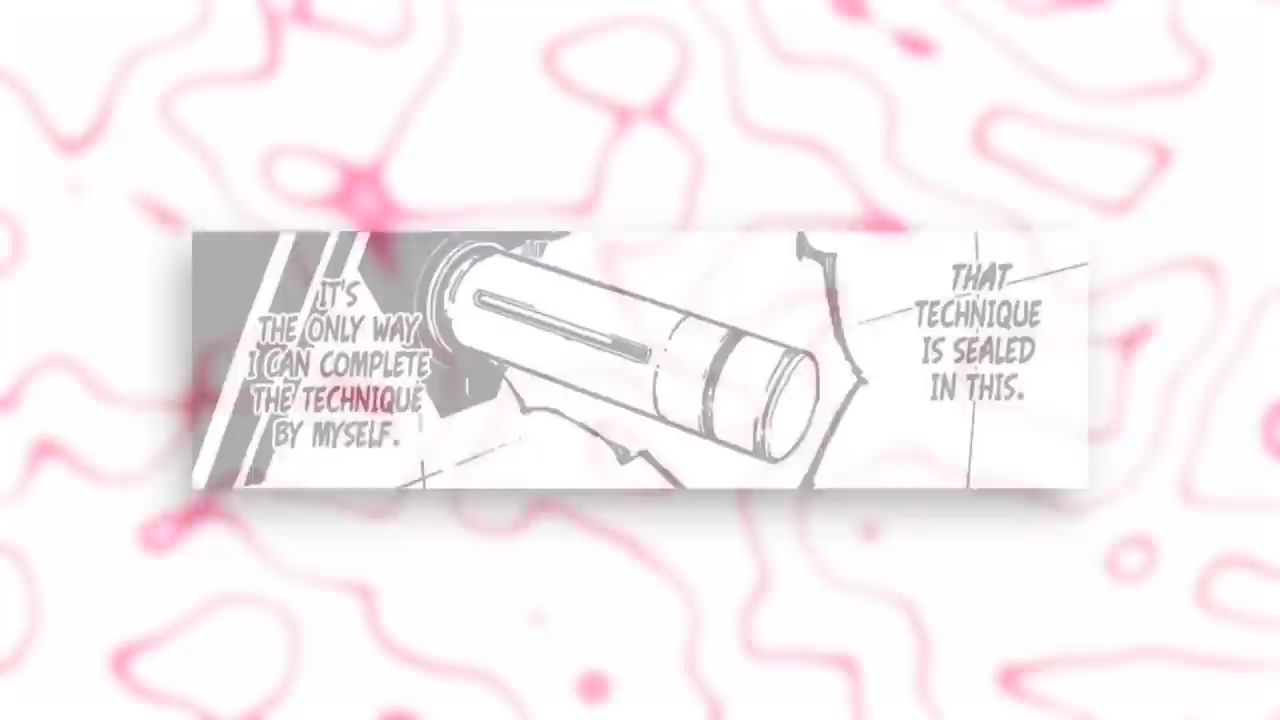 IT'S
THE ONLY WAY
I CAN COMPLETE
THE TECHNIQUE
BY MYSELF.
THAT
TECHNIQUE
IS SEALED
IN THIS.